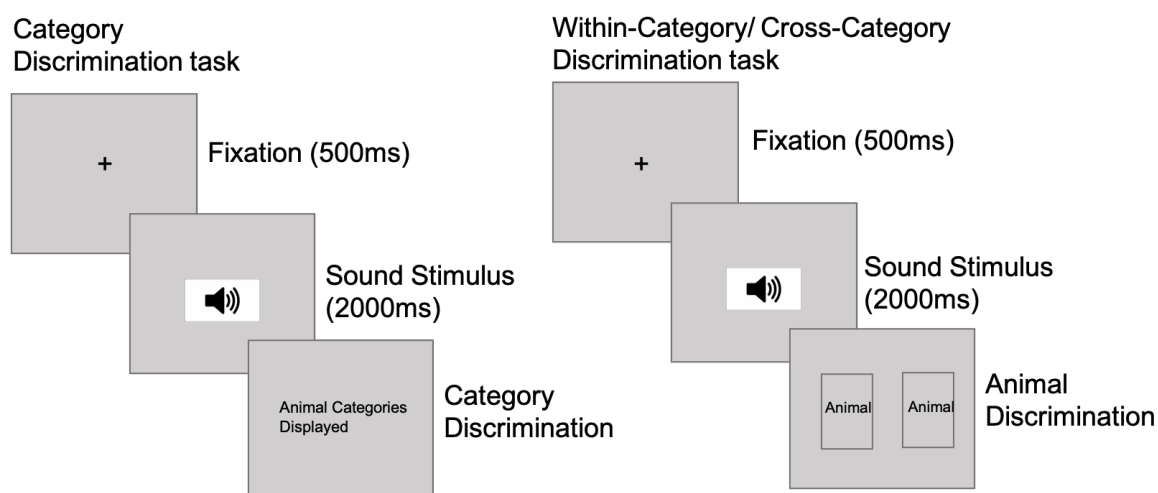 Category
Discrimination task
+
Fixation (500ms)
Sound Stimulus
(2000ms)
Animal Categories
Displayed
Category
Discrimination
Within-Category/ Cross-Category
Discrimination task
+
Fixation (500ms)
Sound Stimulus
(2000ms)
Animal
Animal
Animal
Discrimination